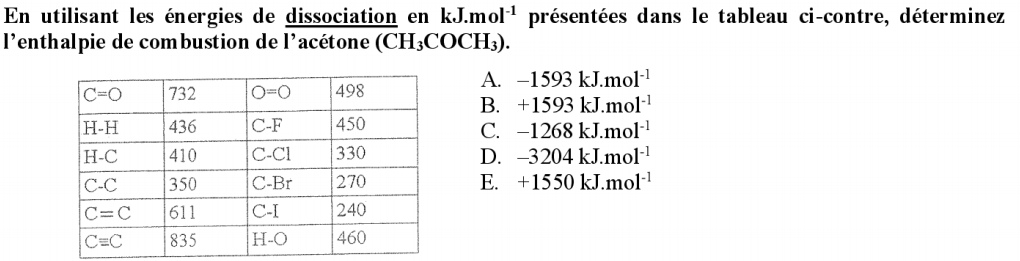 En utilisant les énergies de dissociation en kJ.mol⁻¹ présentées dans le tableau ci-contre, déterminez
l’enthalpie de combustion de l’acétone (CH₃COCH₃).
C=O 732 O=O 498
H-H 436 C-F 450
H-C 410 C-Cl 330
C-C 350 C-Br 270
C=C 611 C-I 240
C≡C 835 H-O 460
A. –1593 kJ.mol⁻¹
B. +1593 kJ.mol⁻¹
C. –1268 kJ.mol⁻¹
D. –3204 kJ.mol⁻¹
E. +1550 kJ.mol⁻¹